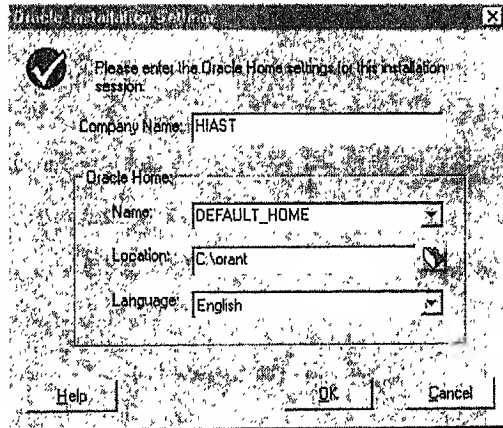 Oracle Installation Settings
Please enter the Oracle Home settings for this installation
session:
Company Name: HIAST
Oracle Home:
Name: DEFAULT_HOME
Location: C:\orant
Language: English
Help OK Cancel